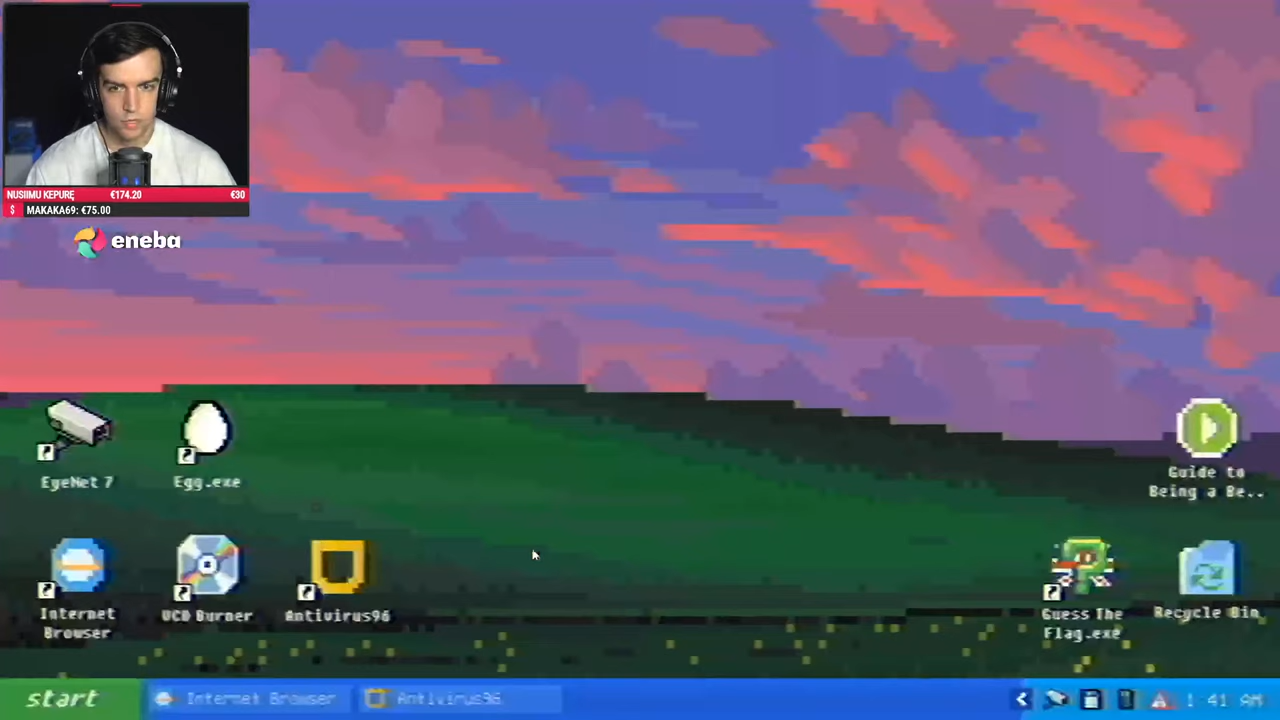 NUSIIMU KEPURĘ €174.20 €30
$ MAKAKA69: €75.00
eneba
EyeNet 7
Egg.exe
Guide to
Being a Be..
Internet
Browser
UCD Burner
Antivirus96
Guess The
Flag.exe
Recycle Bin
start
Internet Browser
Antivirus96
1:41 AM